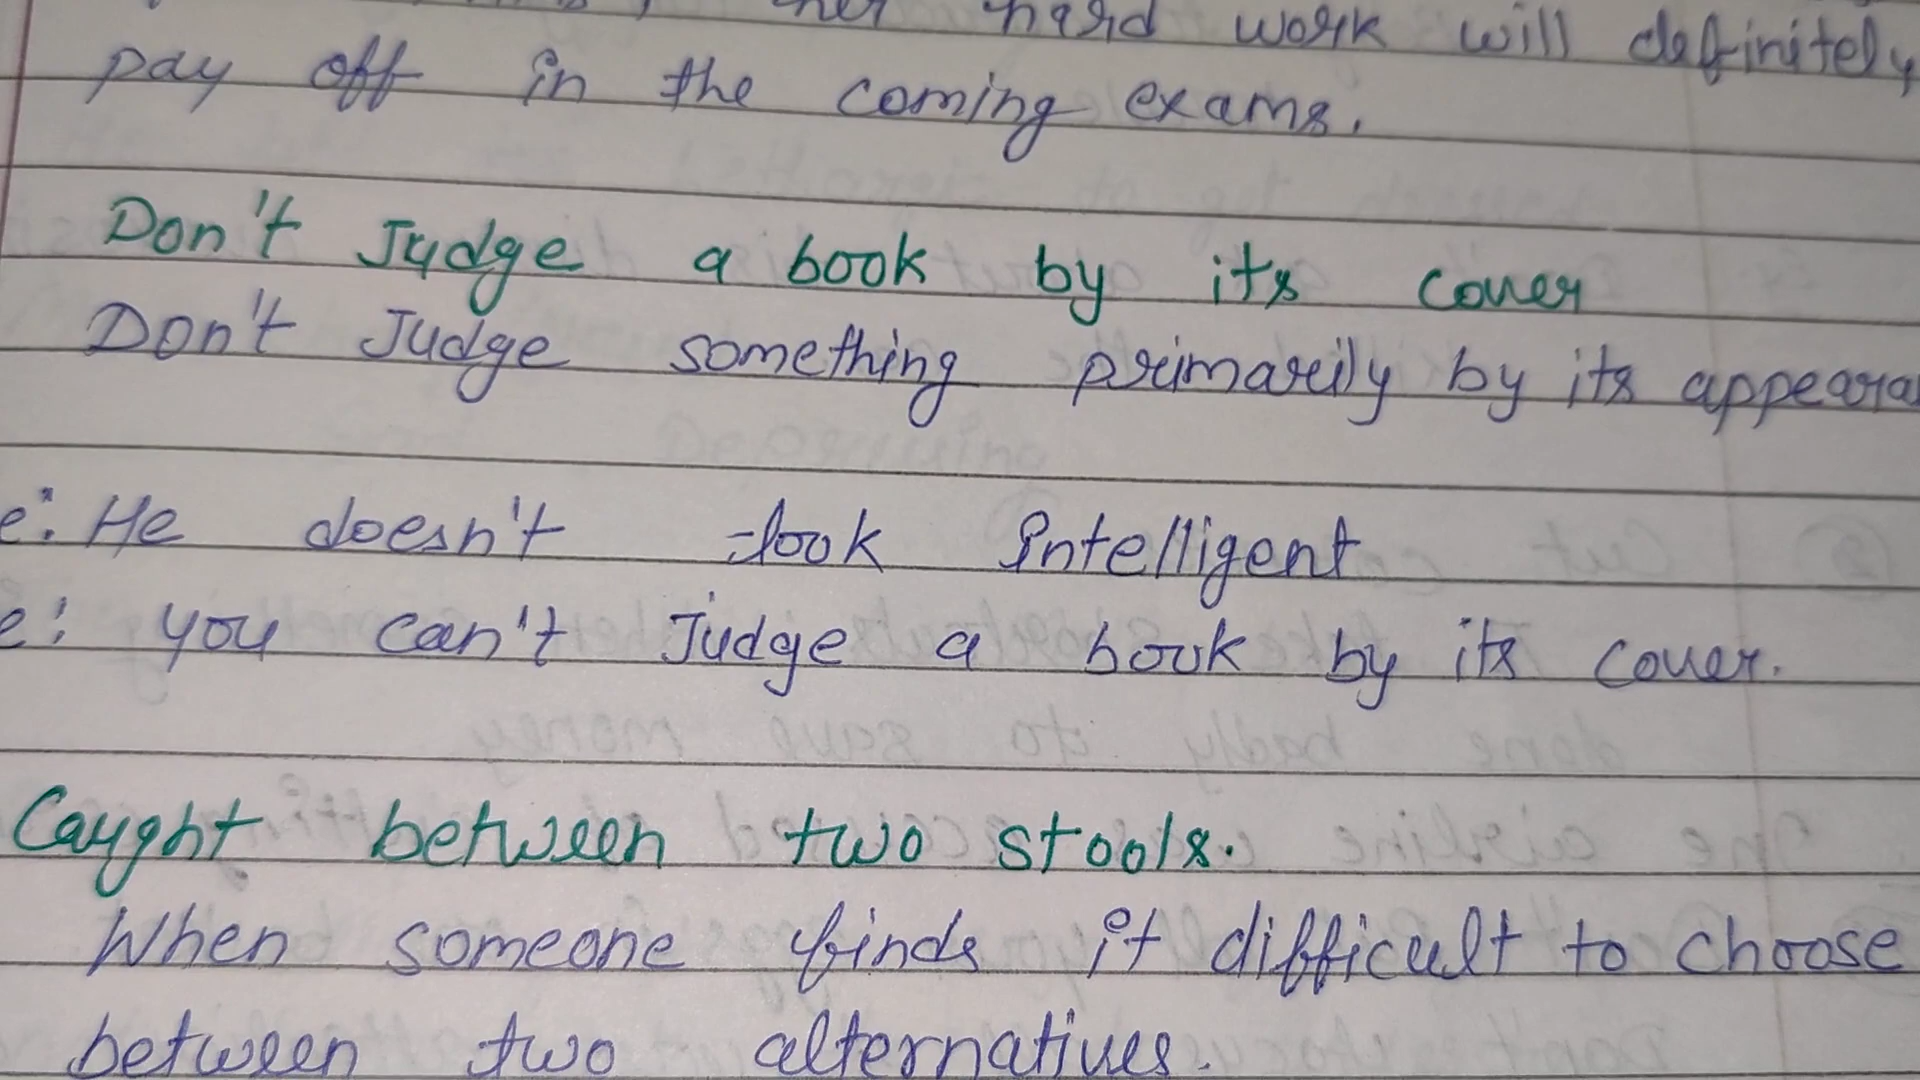 her hard work will definitely
pay off in the coming exams.
Don't Judge a book by its cover
Don't Judge something primarily by its
e: He doesn't look Intelligent
e: you can't Judge a book by its cover.
Caught between two stools.
When someone finds it difficult to choose
between two alternatives.